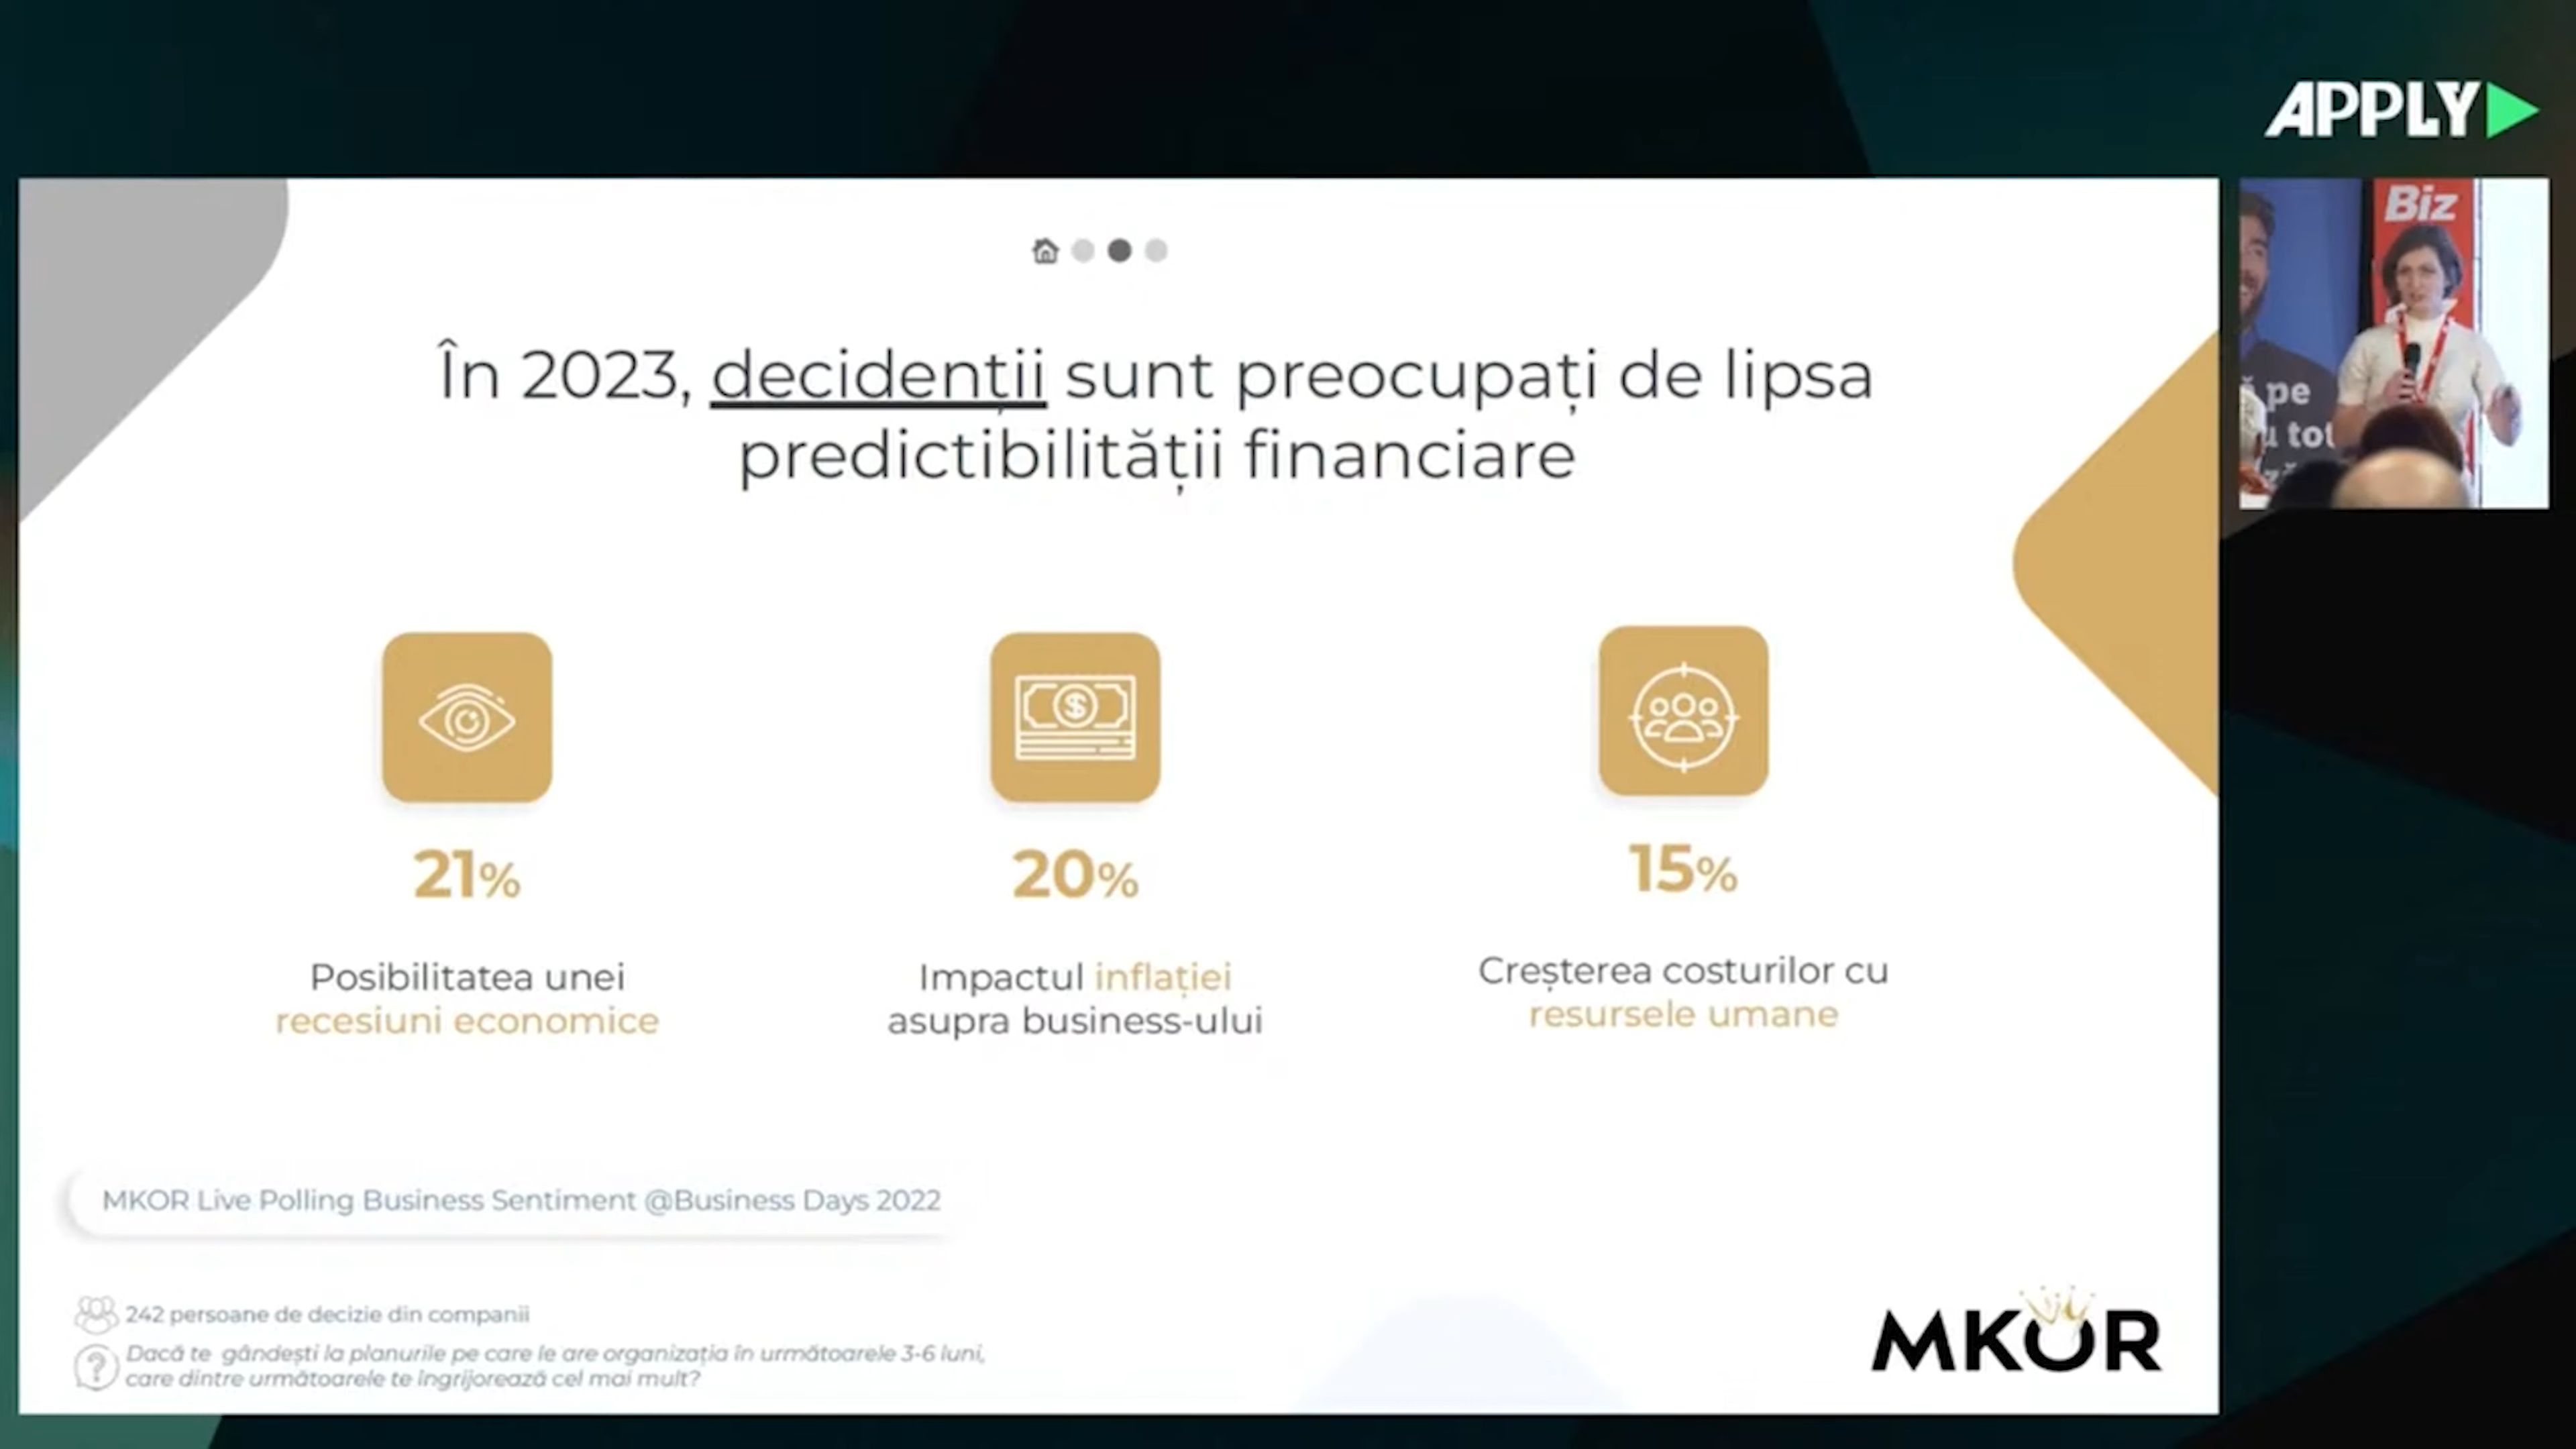 APPLY
Biz
În 2023, decidenții sunt preocupați de lipsa
predictibilității financiare
21%
20%
15%
Posibilitatea unei
recesiuni economice
Impactul inflației
asupra business-ului
Creșterea costurilor cu
resursele umane
MKOR Live Polling Business Sentiment @Business Days 2022
242 persoane de decizie din companii
Dacă te gândești la planurile pe care le are organizația în următoarele 3-6 luni,
care dintre următoarele te îngrijorează cel mai mult?
MKOR
pe
tot